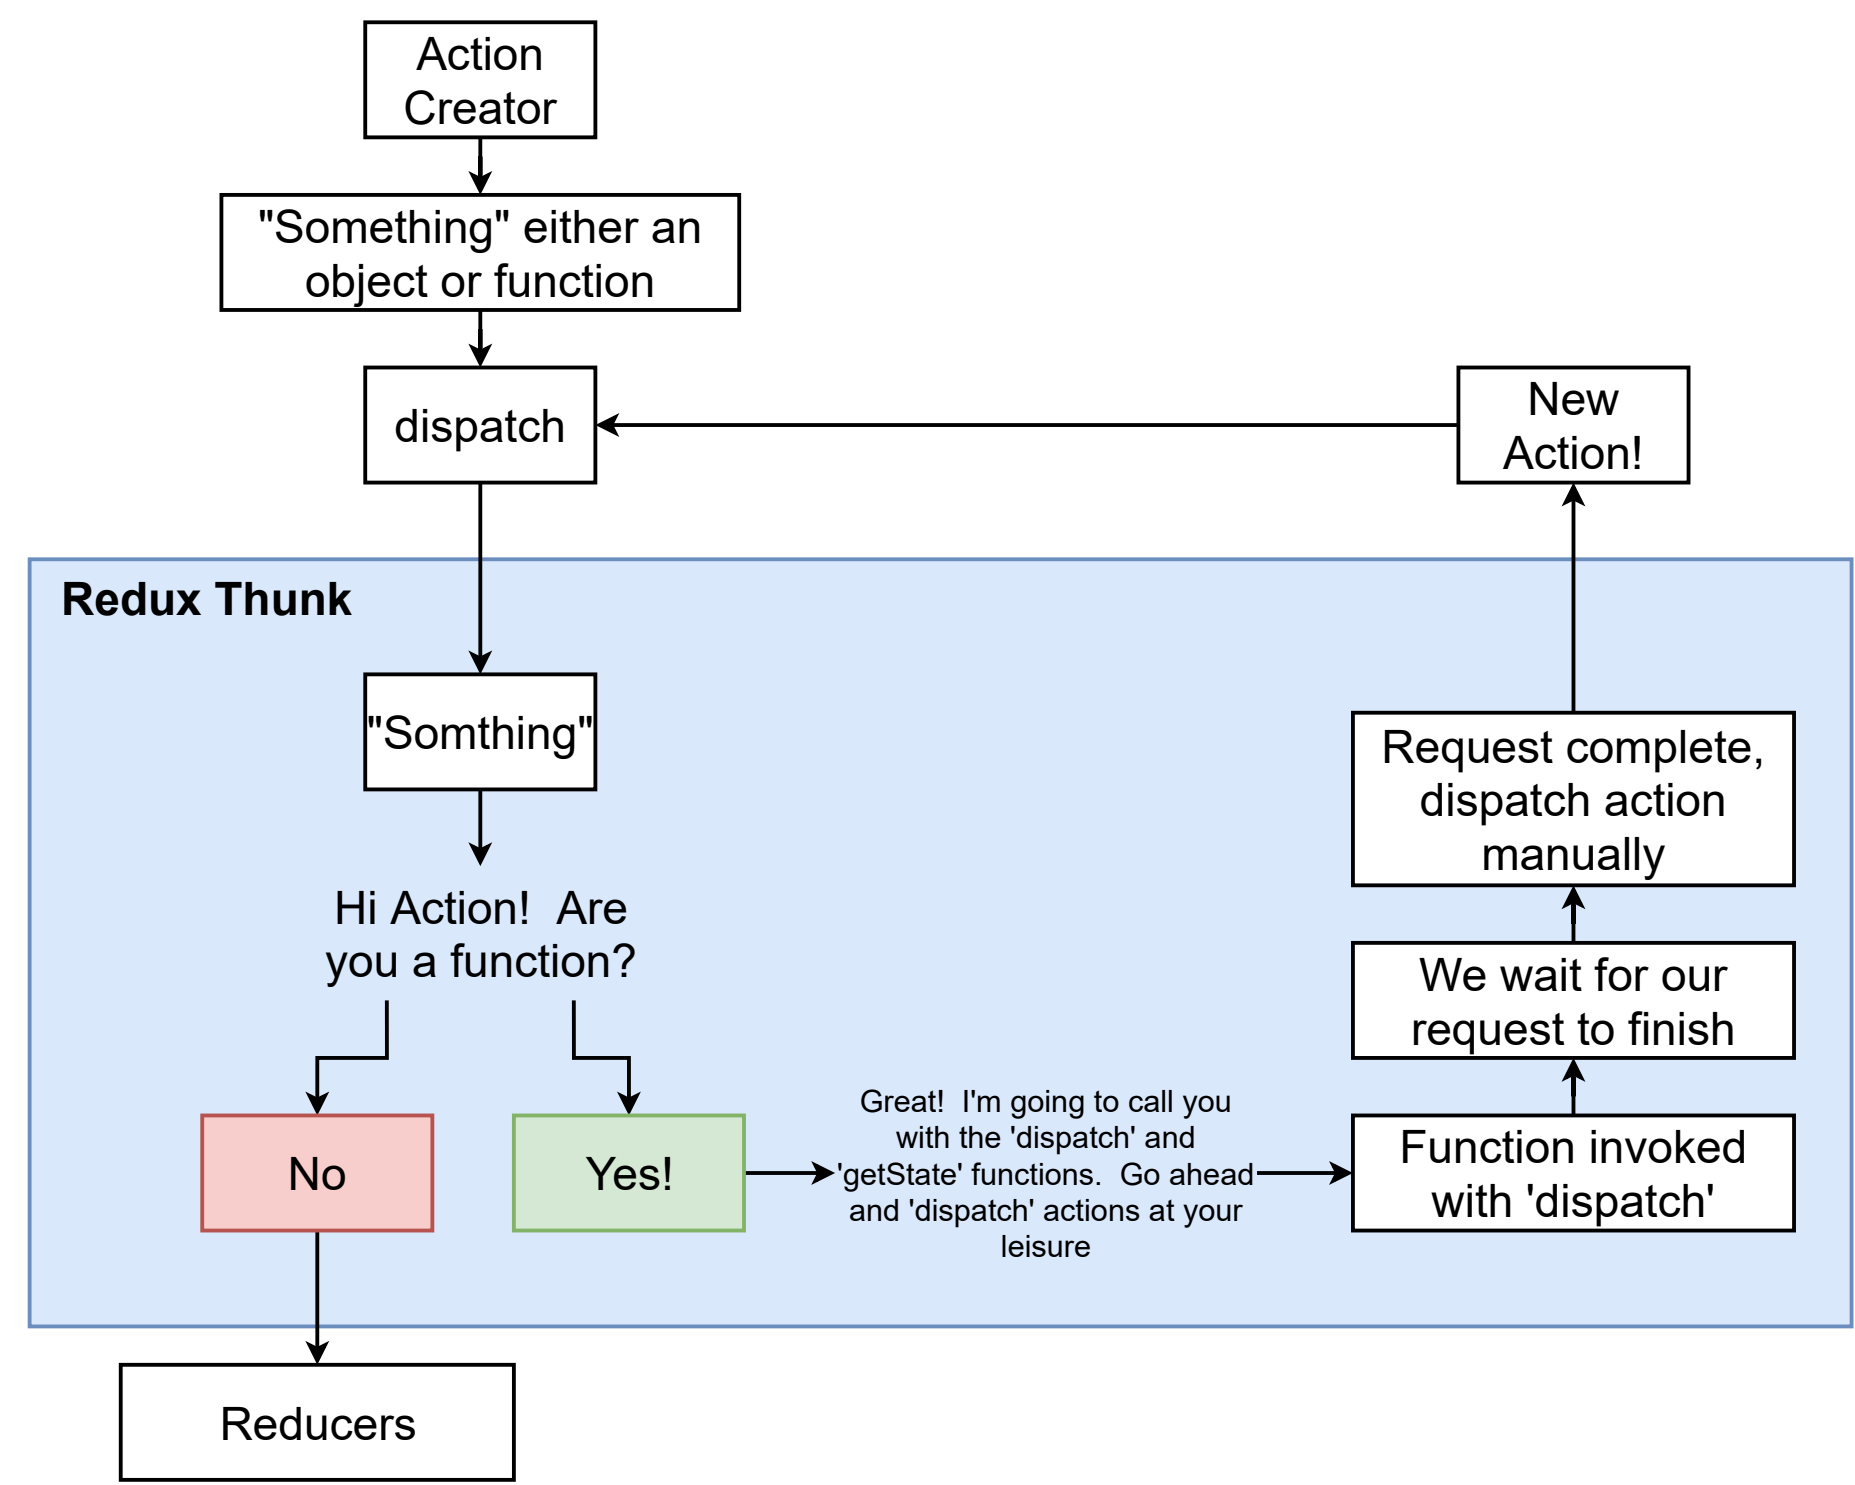 Action
Creator
"Something" either an
object or function
dispatch
New
Action!
Redux Thunk
"Somthing"
Hi Action!  Are
you a function?
No
Yes!
Great!  I'm going to call you
with the 'dispatch' and
'getState' functions.  Go ahead
and 'dispatch' actions at your
leisure
Function invoked
with 'dispatch'
We wait for our
request to finish
Request complete,
dispatch action
manually
Reducers